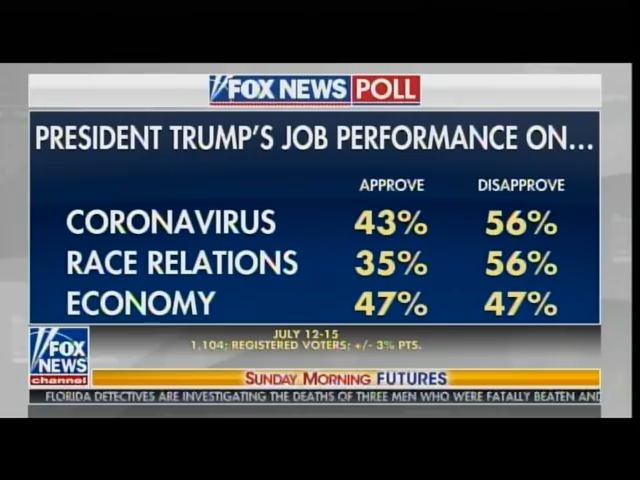 FOX NEWS POLL
PRESIDENT TRUMP'S JOB PERFORMANCE ON...
APPROVE DISAPPROVE
CORONAVIRUS 43% 56%
RACE RELATIONS 35% 56%
ECONOMY 47% 47%
JULY 12-15
1,104; REGISTERED VOTERS; +/- 3% PTS.
FOX
NEWS
channel
SUNDAY MORNING FUTURES
FLORIDA DETECTIVES ARE INVESTIGATING THE DEATHS OF THREE MEN WHO WERE FATALLY BEATEN AND